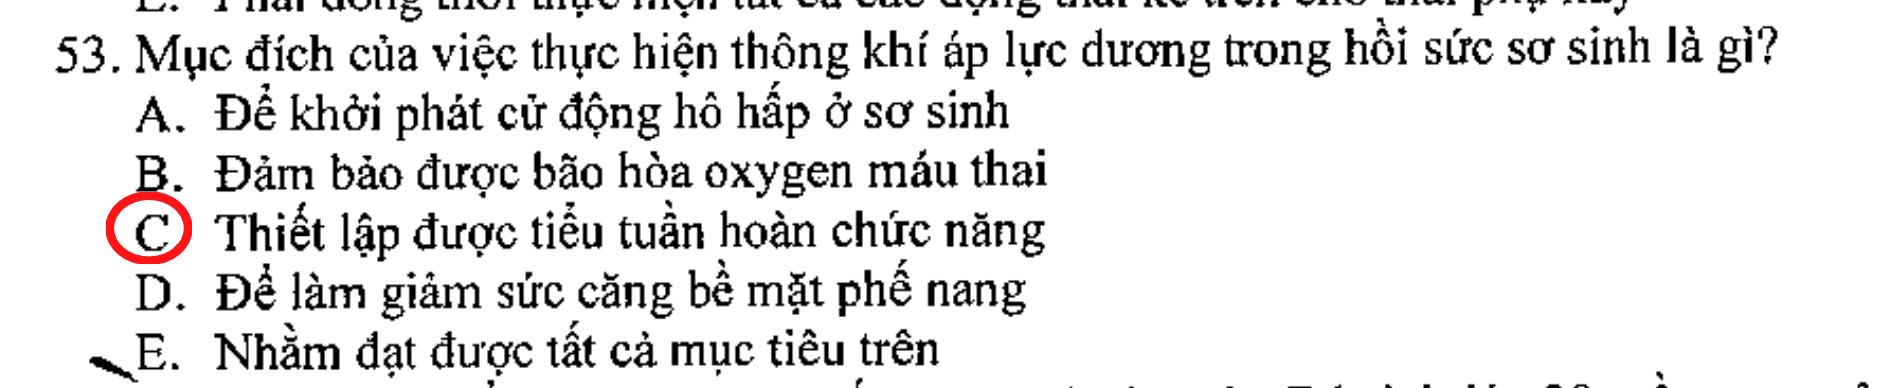 53. Mục đích của việc thực hiện thông khí áp lực dương trong hồi sức sơ sinh là gì?
A. Để khởi phát cử động hô hấp ở sơ sinh
B. Đảm bảo được bão hòa oxygen máu thai
C Thiết lập được tiểu tuần hoàn chức năng
D. Để làm giảm sức căng bề mặt phế nang
E. Nhằm đạt được tất cả mục tiêu trên